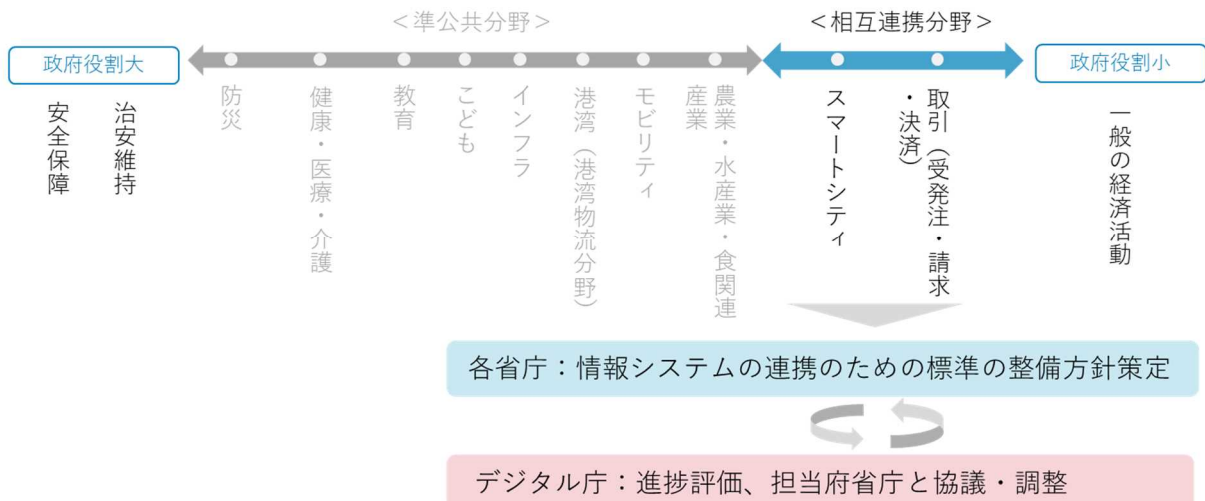 ＜準公共分野＞
＜相互連携分野＞
政府役割大
政府役割小
安全保障
治安維持
防災
健康・医療・介護
教育
こども
インフラ
港湾（港湾物流分野）
モビリティ
農業・水産業・食関連
産業
スマートシティ
取引（受発注・請求
・決済）
一般の経済活動
各省庁：情報システムの連携のための標準の整備方針策定
デジタル庁：進捗評価、担当府省庁と協議・調整